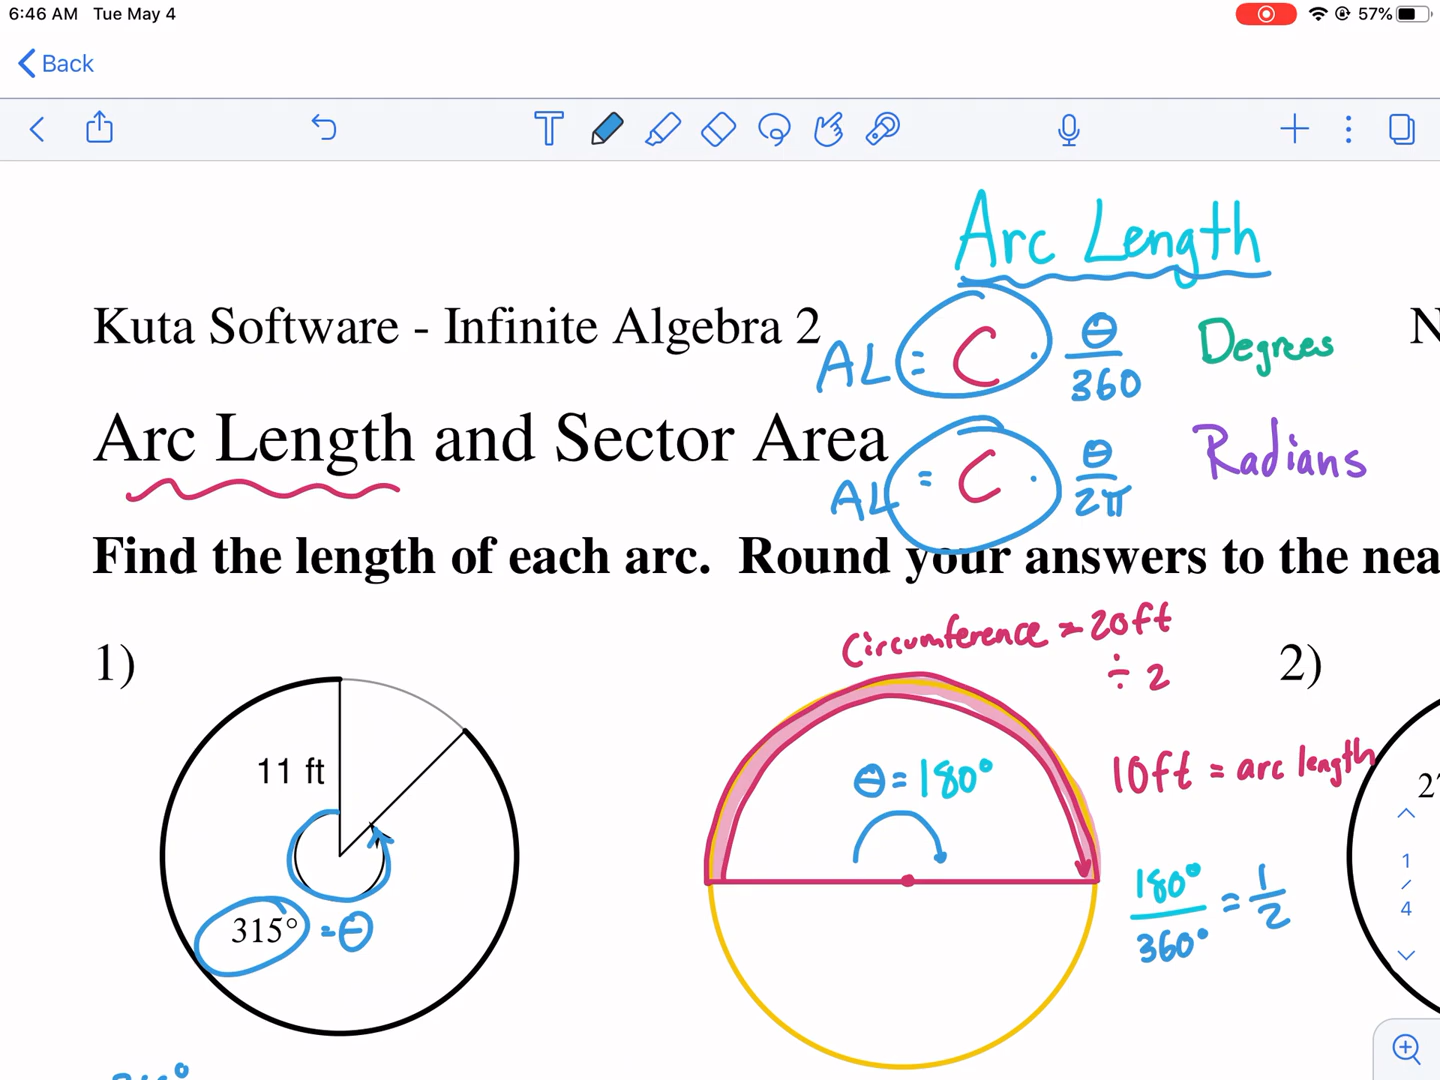 6:46 AM Tue May 4
57%
Back
Arc Length
Kuta Software - Infinite Algebra 2
N
AL = C · θ/360 Degrees
Arc Length and Sector Area
AL = C · θ/2π Radians
Find the length of each arc. Round your answers to the nea
Circumference = 20ft
÷ 2
1)
2)
11 ft
θ = 180°
10ft = arc length
2
1
/
4
180°/360° = 1/2
315° = θ